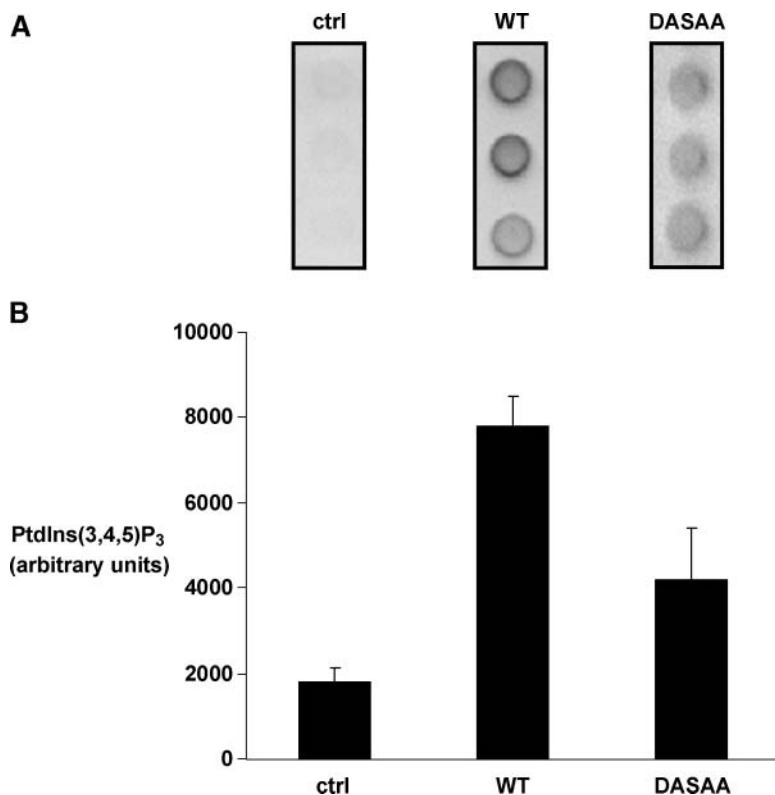 A
ctrl WT DASAA
B
10000
8000
6000
4000
2000
0
PtdIns(3,4,5)P₃
(arbitrary units)
ctrl WT DASAA